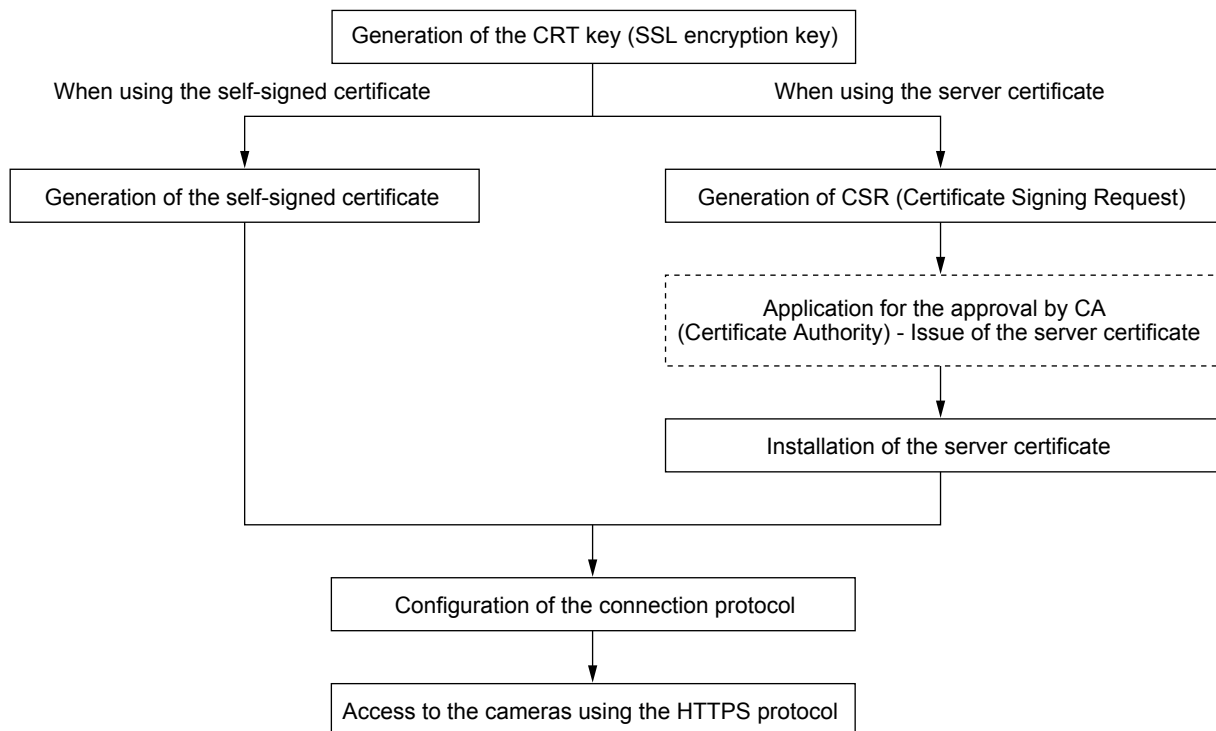 Generation of the CRT key (SSL encryption key)
When using the self-signed certificate
When using the server certificate
Generation of the self-signed certificate
Generation of CSR (Certificate Signing Request)
Application for the approval by CA
(Certificate Authority) - Issue of the server certificate
Installation of the server certificate
Configuration of the connection protocol
Access to the cameras using the HTTPS protocol